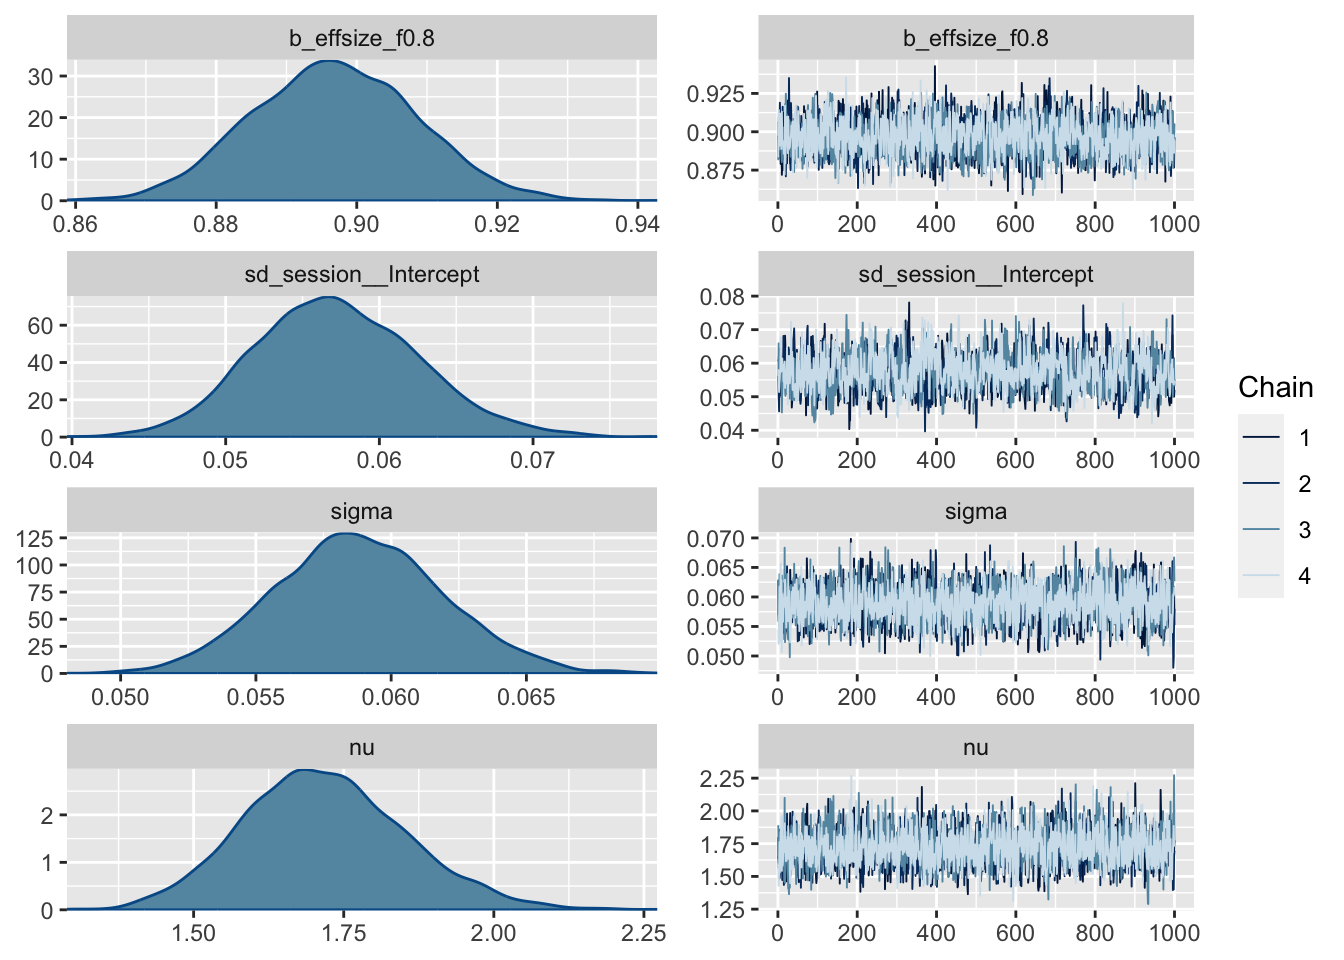 b_effsize_f0.8
30
20
10
0
0.86 0.88 0.90 0.92 0.94
b_effsize_f0.8
0.925
0.900
0.875
0 200 400 600 800 1000
sd_session__Intercept
60
40
20
0
0.04 0.05 0.06 0.07
sd_session__Intercept
0.08
0.07
0.06
0.05
0.04
0 200 400 600 800 1000
sigma
125
100
75
50
25
0
0.050 0.055 0.060 0.065
sigma
0.070
0.065
0.060
0.055
0.050
0 200 400 600 800 1000
nu
2
1
0
1.50 1.75 2.00 2.25
nu
2.25
2.00
1.75
1.50
1.25
0 200 400 600 800 1000
Chain
1
2
3
4